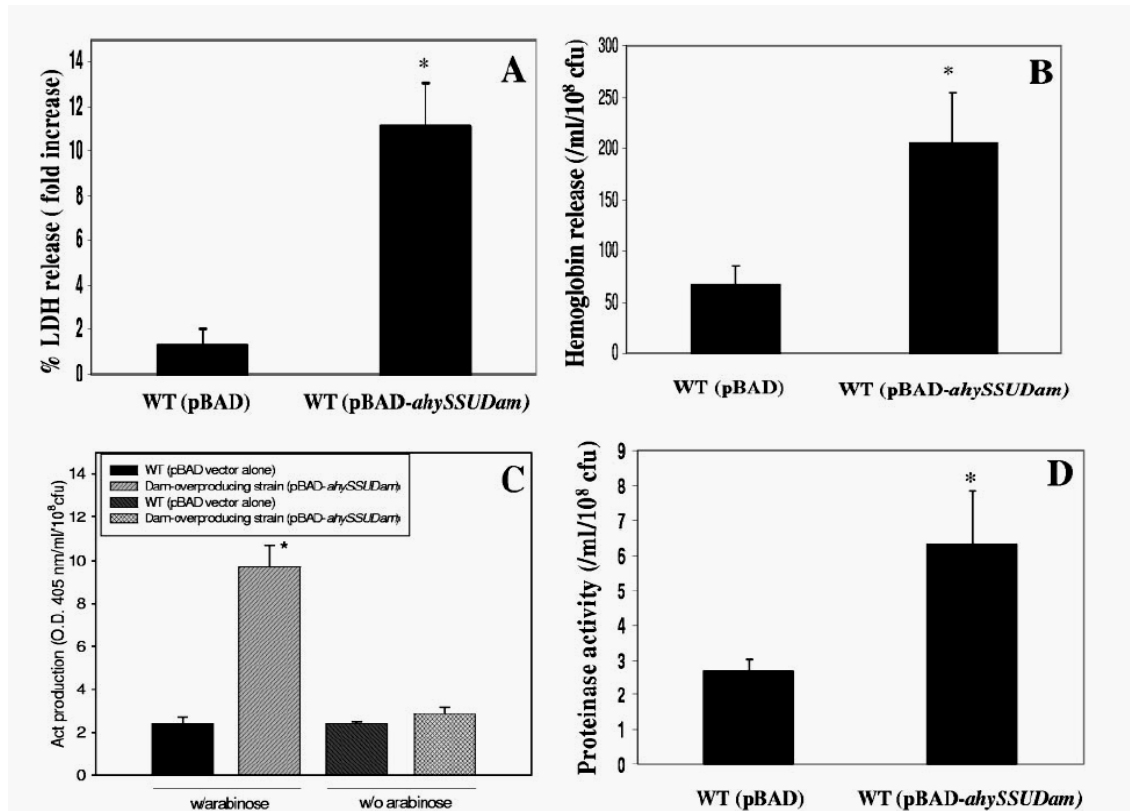 A
% LDH release ( fold increase)
14
12
10
8
6
4
2
0
WT (pBAD)
WT (pBAD-ahySSUDam)
*
B
Hemoglobin release (/ml/10⁸ cfu)
300
250
200
150
100
50
0
WT (pBAD)
WT (pBAD-ahySSUDam)
*
C
WT (pBAD vector alone)
Dam-overproducing strain (pBAD-ahySSUDam)
WT (pBAD vector alone)
Dam-overproducing strain (pBAD-ahySSUDam)
Act production (O.D. 405 nm/ml/10⁸cfu)
14
12
10
8
6
4
2
0
*
w/arabinose
w/o arabinose
D
Proteinase activity (/ml/10⁸ cfu)
9
8
7
6
5
4
3
2
1
0
*
WT (pBAD)
WT (pBAD-ahySSUDam)